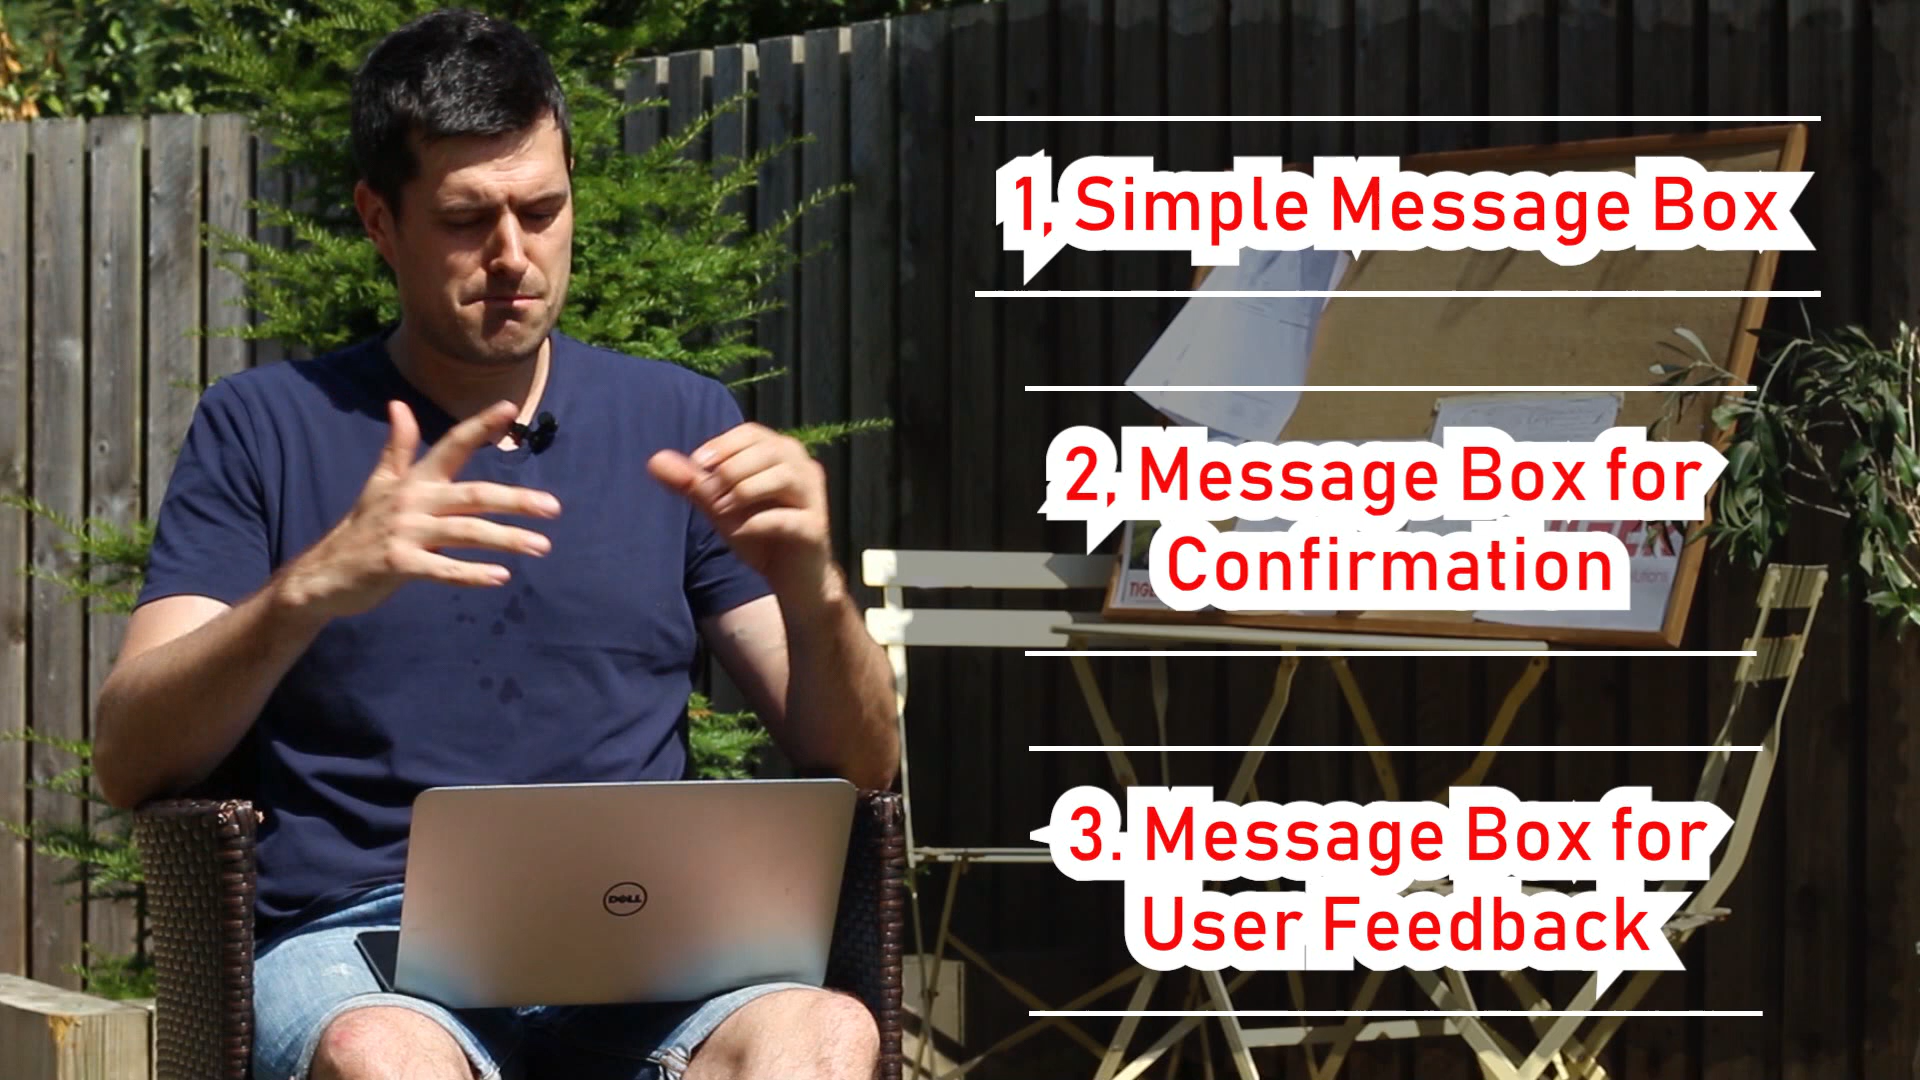 1, Simple Message Box
2, Message Box for
Confirmation
3. Message Box for
User Feedback
DELL